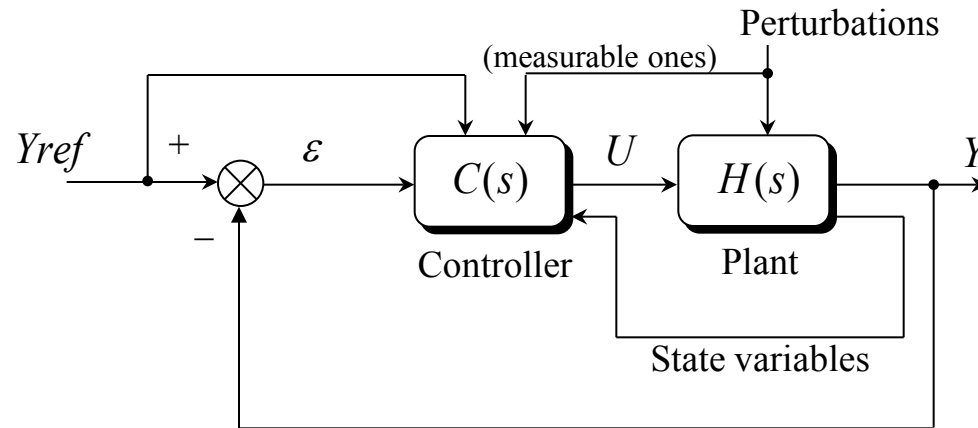 Perturbations
(measurable ones)
Yref
+
ε
C(s)
U
H(s)
Y
−
Controller
Plant
State variables